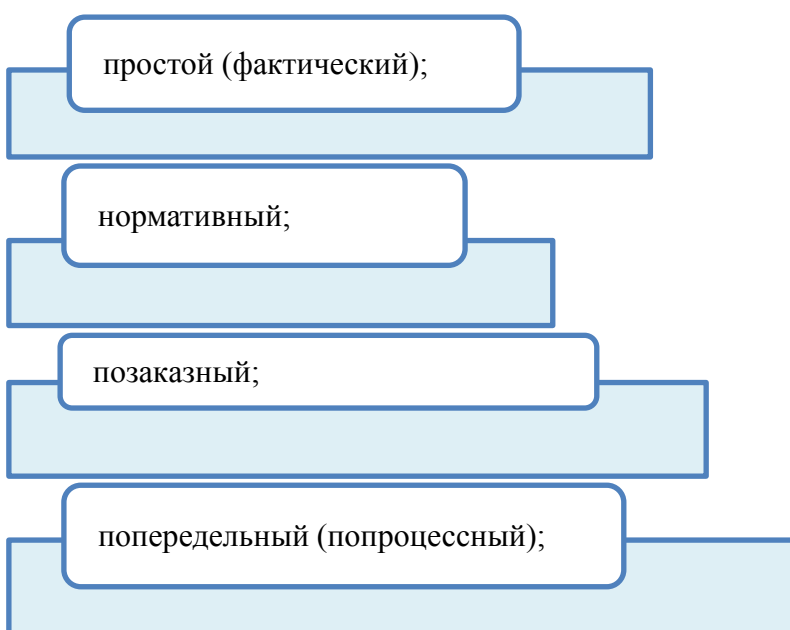 простой (фактический);
нормативный;
позаказный;
попередельный (попроцессный);